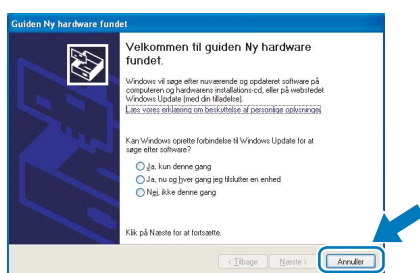 Guiden Ny hardware fundet
Velkommen til guiden Ny hardware
fundet.
Windows vil søge efter nuværende og opdateret software på
computeren og hardwarens installations-cd, eller på webstedet
Windows Update (med din tilladelse).
Læs vores erklæring om beskyttelse af personlige oplysninger
Kan Windows oprette forbindelse til Windows Update for at
søge efter software?
Ja, kun denne gang
Ja, nu og hver gang jeg tilslutter en enhed
Nej, ikke denne gang
Klik på Næste for at fortsætte.
< Tilbage Næste > Annuller